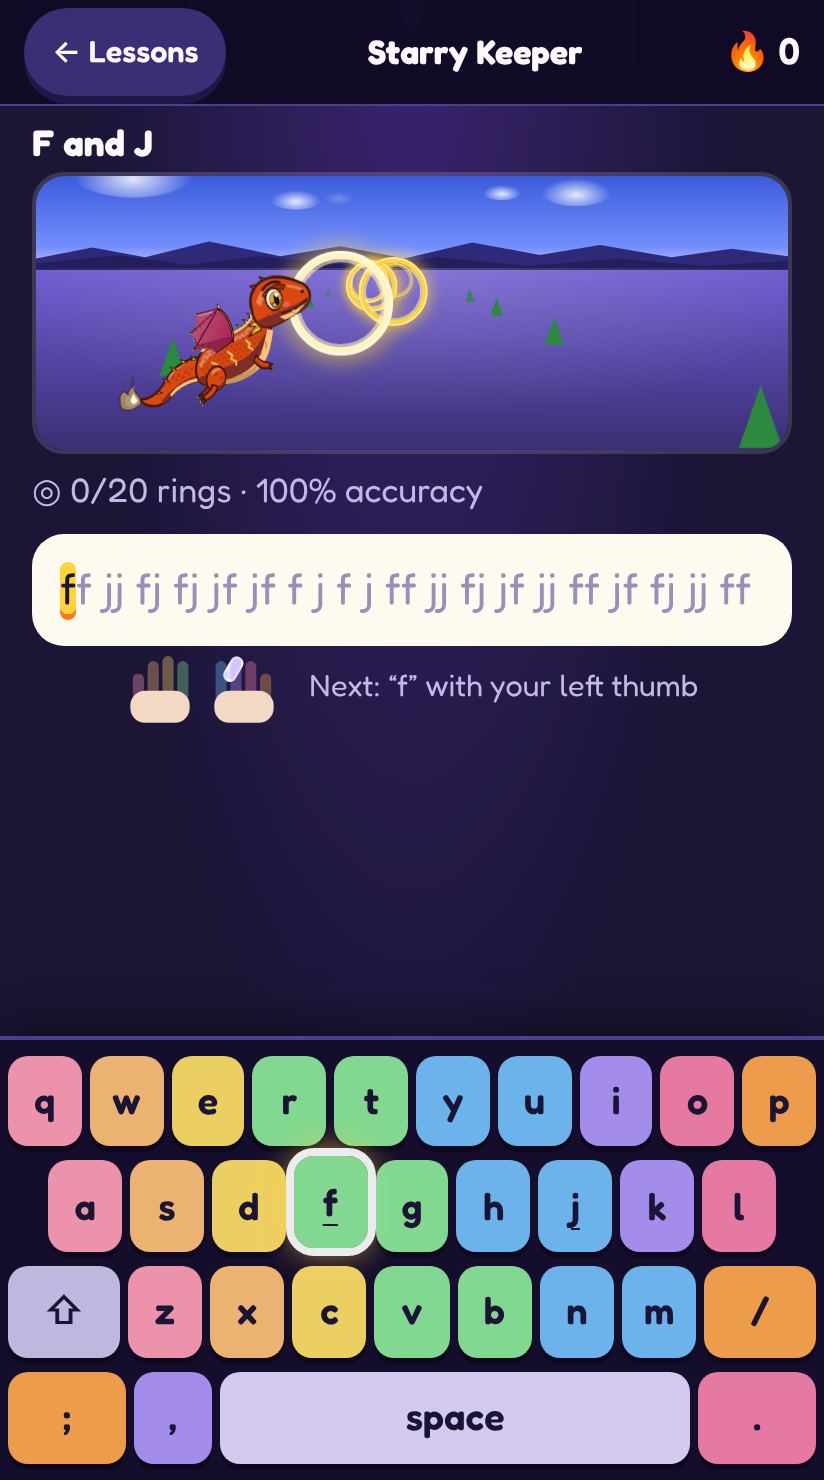 ← Lessons
Starry Keeper
🔥 0
F and J
◎ 0/20 rings · 100% accuracy
ff jj fj fj jf jf f j f j ff jj fj jf jj ff jf fj jj ff
Next: “f” with your left thumb
q w e r t y u i o p
a s d f g h j k l
⇧ z x c v b n m /
; , space .